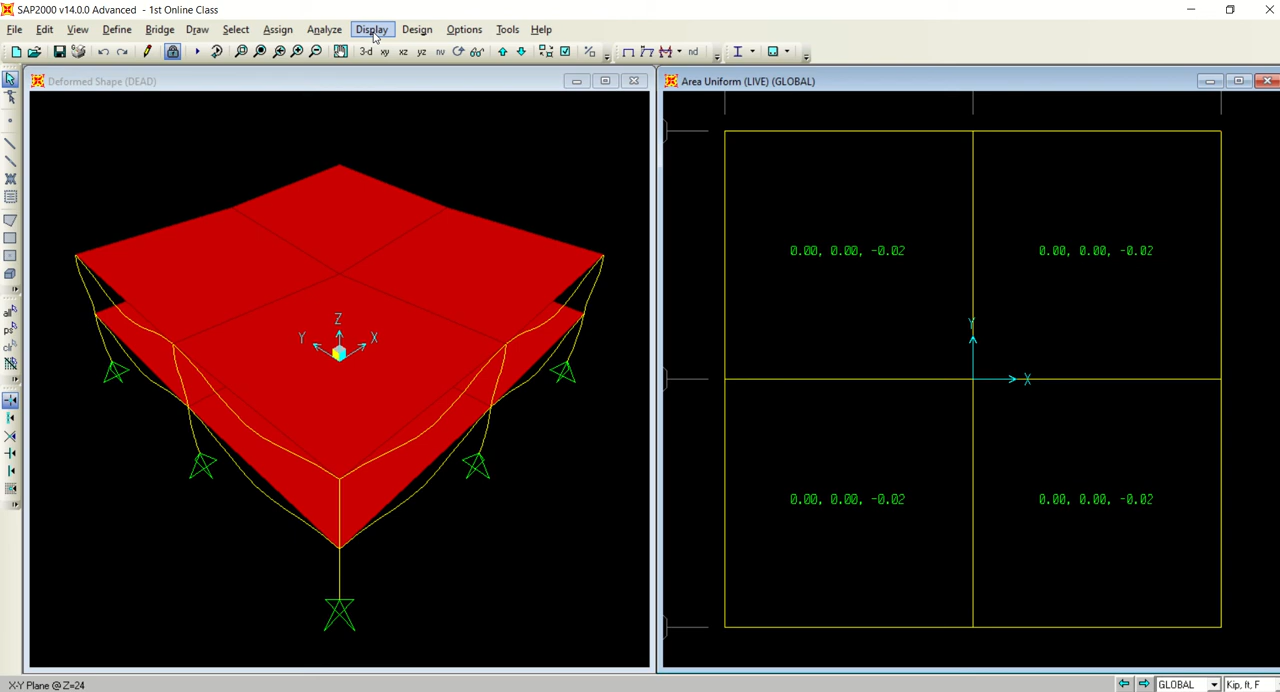 SAP2000 v14.0.0 Advanced - 1st Online Class
File Edit View Define Bridge Draw Select Assign Analyze Display Design Options Tools Help
3-d xy xz yz nd
Deformed Shape (DEAD)
Area Uniform (LIVE) (GLOBAL)
0.00, 0.00, -0.02 0.00, 0.00, -0.02
Z
Y X
Y
X
0.00, 0.00, -0.02 0.00, 0.00, -0.02
all
ps
clr
X-Y Plane @ Z=24
GLOBAL
Kip, ft, F